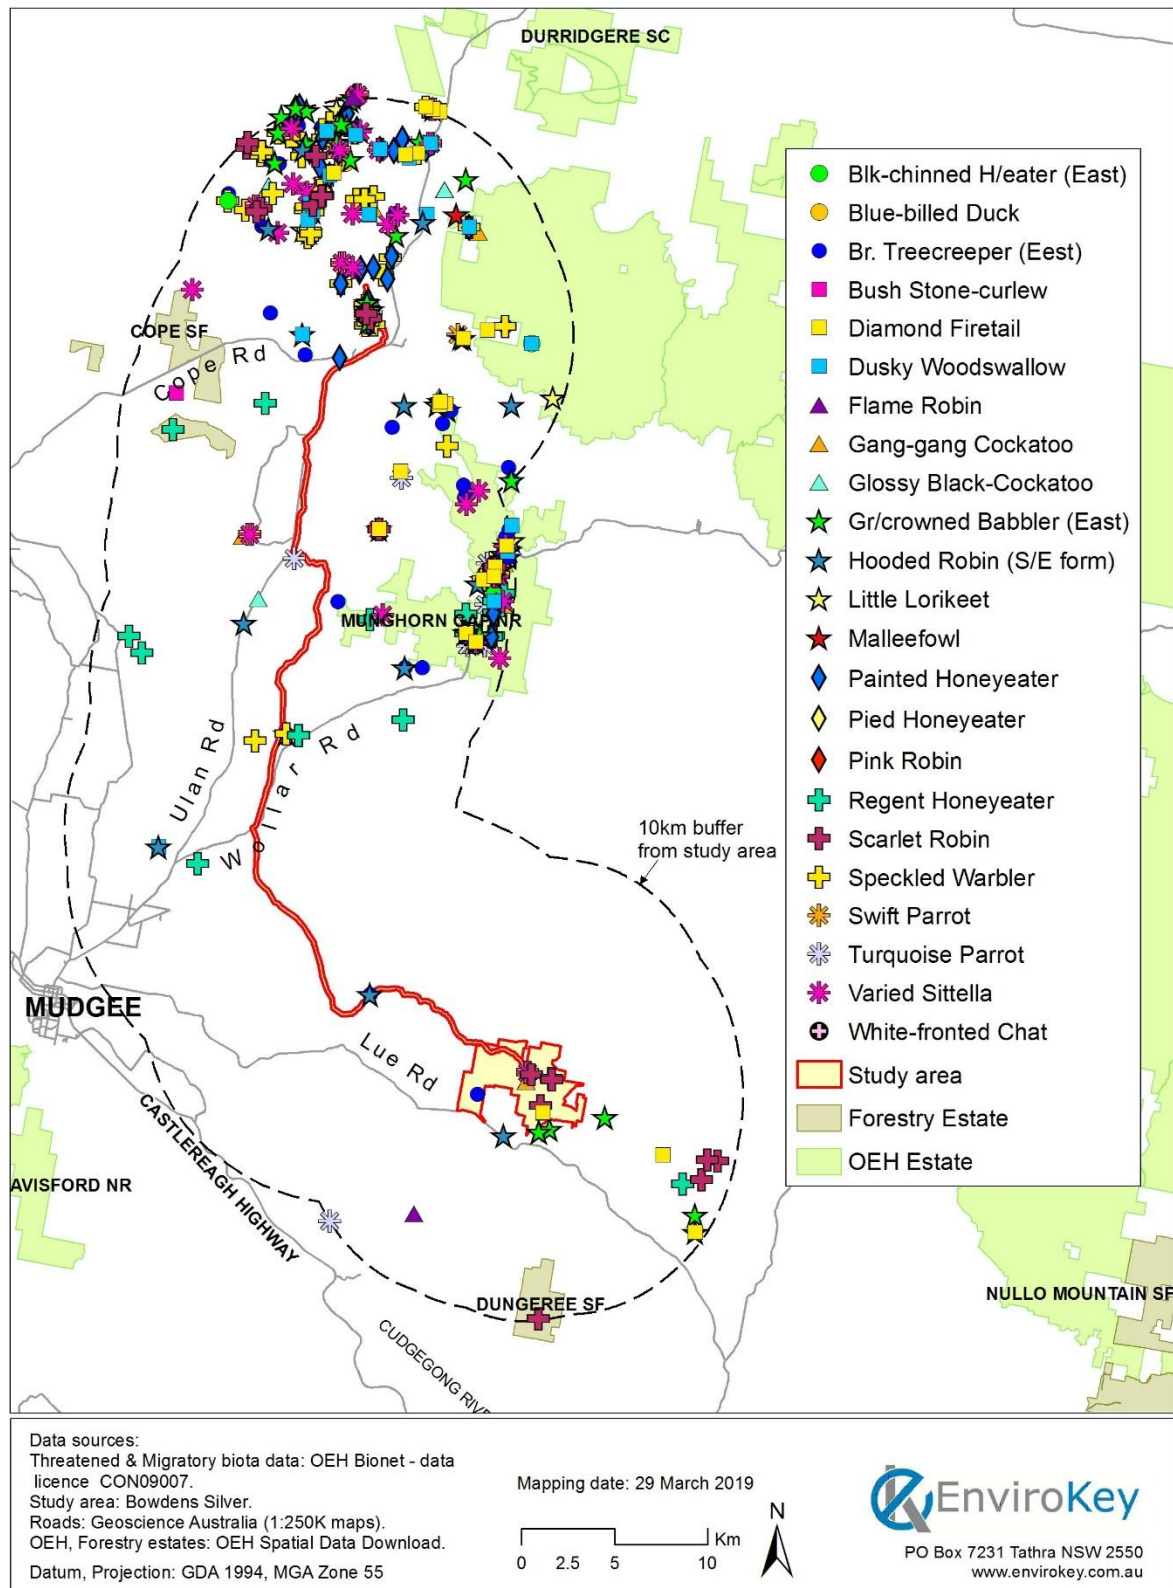 DURRIDGERE SC
COPE SF
Cope Rd
MUNGHORN GAP NR
Ulan Rd
Wollar Rd
10km buffer
from study area
MUDGEE
Lue Rd
CASTLEREAGH HIGHWAY
AVISFORD NR
DUNGEREE SF
CUDGEGONG RIVE
NULLO MOUNTAIN SF
Blk-chinned H/eater (East)
Blue-billed Duck
Br. Treecreeper (Eest)
Bush Stone-curlew
Diamond Firetail
Dusky Woodswallow
Flame Robin
Gang-gang Cockatoo
Glossy Black-Cockatoo
Gr/crowned Babbler (East)
Hooded Robin (S/E form)
Little Lorikeet
Malleefowl
Painted Honeyeater
Pied Honeyeater
Pink Robin
Regent Honeyeater
Scarlet Robin
Speckled Warbler
Swift Parrot
Turquoise Parrot
Varied Sittella
White-fronted Chat
Study area
Forestry Estate
OEH Estate
Data sources:
Threatened & Migratory biota data: OEH Bionet - data
licence CON09007.
Study area: Bowdens Silver.
Roads: Geoscience Australia (1:250K maps).
OEH, Forestry estates: OEH Spatial Data Download.
Datum, Projection: GDA 1994, MGA Zone 55
Mapping date: 29 March 2019
Km
0 2.5 5 10
N
EnviroKey
PO Box 7231 Tathra NSW 2550
www.envirokey.com.au